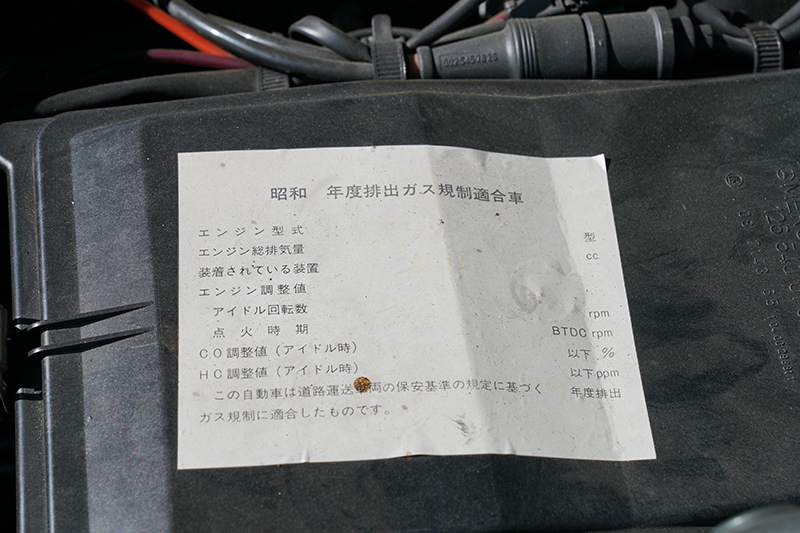 0025457826
昭和 年度排出ガス規制適合車
エンジン型式 型
エンジン総排気量 cc
装着されている装置
エンジン調整値
アイドル回転数 rpm
点火時期 BTDC rpm
CO調整値(アイドル時) 以下 %
HC調整値(アイドル時) 以下ppm
この自動車は道路運送車両の保安基準の規定に基づく 年度排出
ガス規制に適合したものです。